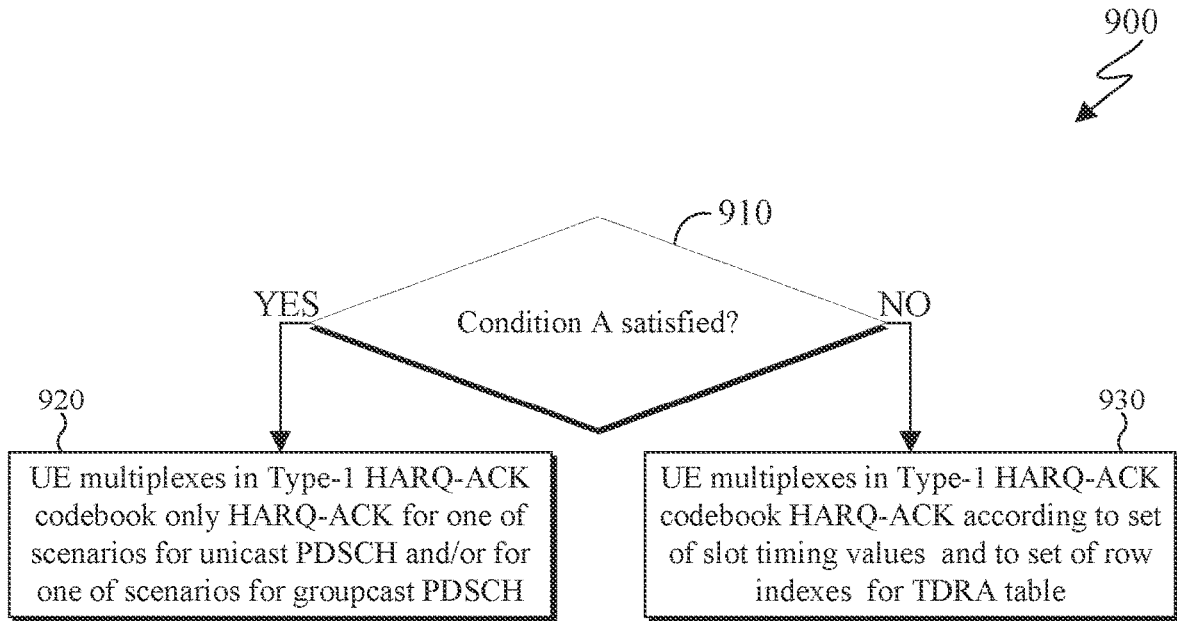 900
910
YES
NO
Condition A satisfied?
920
930
UE multiplexes in Type-1 HARQ-ACK
codebook only HARQ-ACK for one of
scenarios for unicast PDSCH and/or for
one of scenarios for groupcast PDSCH
UE multiplexes in Type-1 HARQ-ACK
codebook HARQ-ACK according to set
of slot timing values and to set of row
indexes for TDRA table